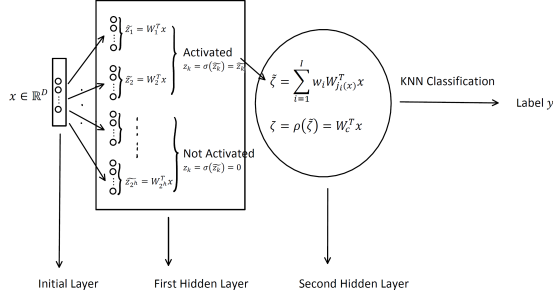 x ∈ ℝ^D
z̃_1 = W_1^T x
z̃_2 = W_2^T x
z̃_{2^h} = W_{2^h}^T x
Activated
z_k = σ(z̃_k) = z̃_k
Not Activated
z_k = σ(z̃_k) = 0
ζ̃ = ∑_{i=1}^{I} w_i W_{j_i(x)}^T x
ζ = ρ(ζ̃) = W_c^T x
KNN Classification
Label y
Initial Layer
First Hidden Layer
Second Hidden Layer